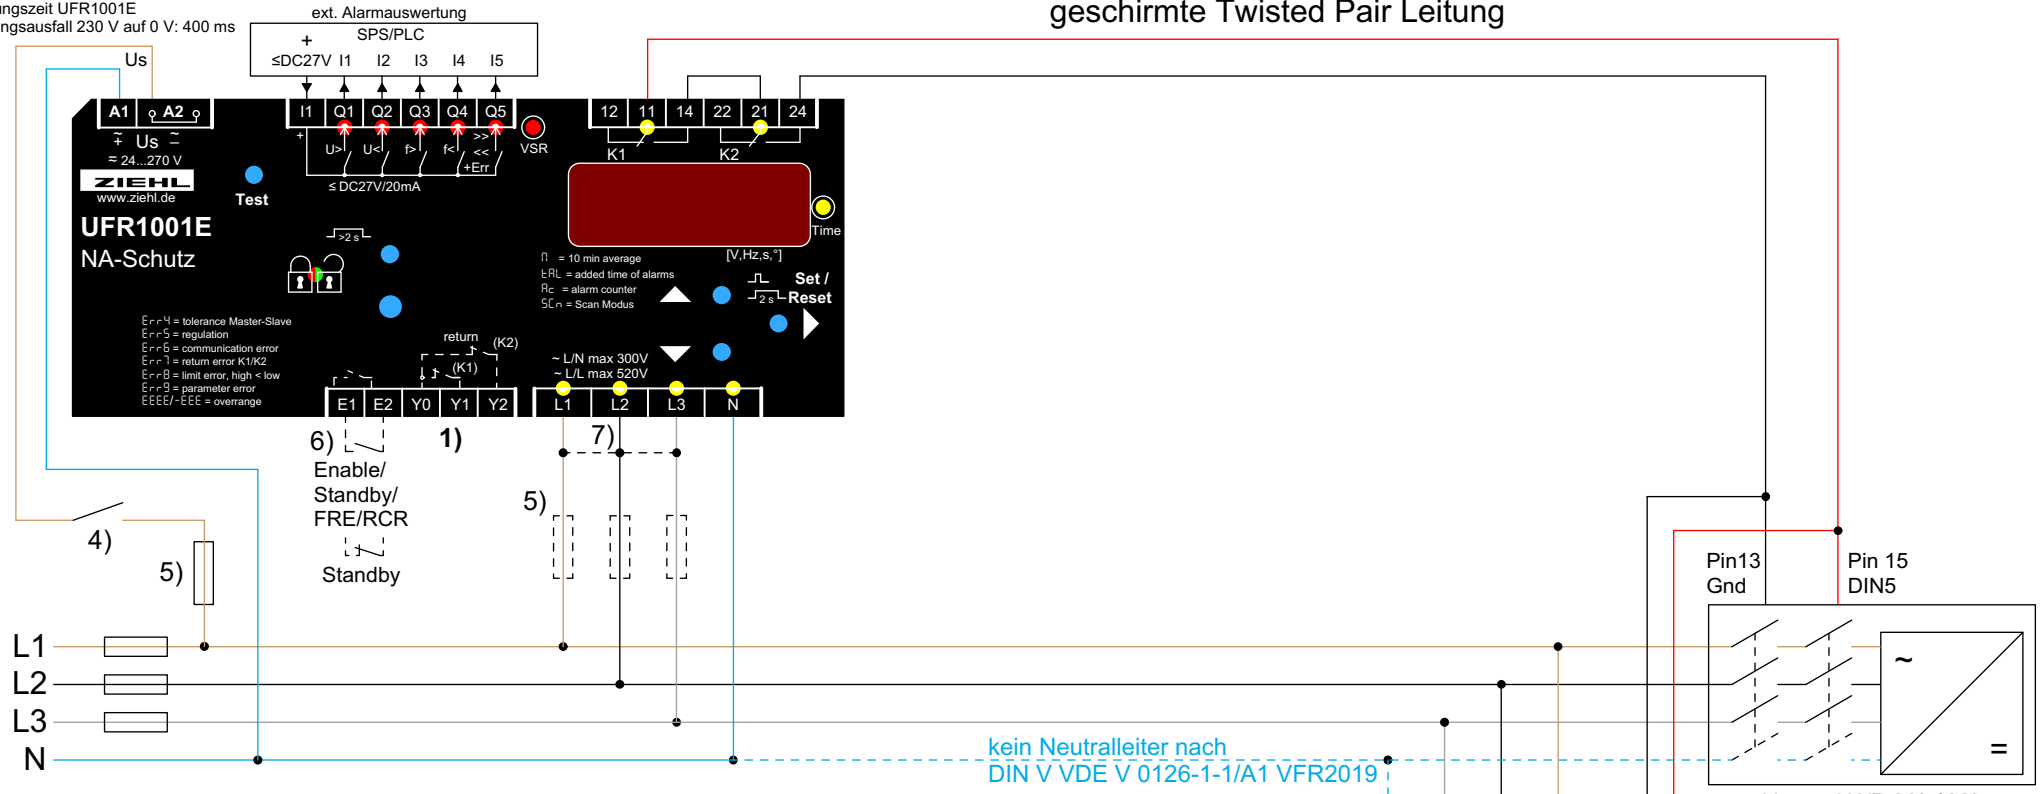 ungszeit UFR1001E
ngsausfall 230 V auf 0 V: 400 ms
ext. Alarmauswertung
SPS/PLC
geschirmte Twisted Pair Leitung
+
≤DC27V I1 I2 I3 I4 I5
Us
A1 A2
I1 Q1 Q2 Q3 Q4 Q5
12 11 14 22 21 24
~ ~
+ Us −
≂ 24...270 V
+ U> U< f> f< >>
<<
+Err
VSR
K1 K2
ZIEHL
www.ziehl.de
Test
≤ DC27V/20mA
UFR1001E
NA-Schutz
>2 s
Time
[V,Hz,s,°]
n = 10 min average
tAL = added time of alarms
Ac = alarm counter
SCn = Scan Modus
Set /
2 s Reset
Err4 = tolerance Master-Slave
Err5 = regulation
Err6 = communication error
Err7 = return error K1/K2
Err8 = limit error, high < low
Err9 = parameter error
EEEE/-EEE = overrange
return (K2)
(K1)
~ L/N max 300V
~ L/L max 520V
E1 E2 Y0 Y1 Y2 L1 L2 L3 N
6) 1) 7)
Enable/
Standby/
FRE/RCR
Standby
5)
4)
5)
Pin13
Gnd
Pin 15
DIN5
L1
L2
L3
N
~
=
kein Neutralleiter nach
DIN V VDE V 0126-1-1/A1 VFR2019